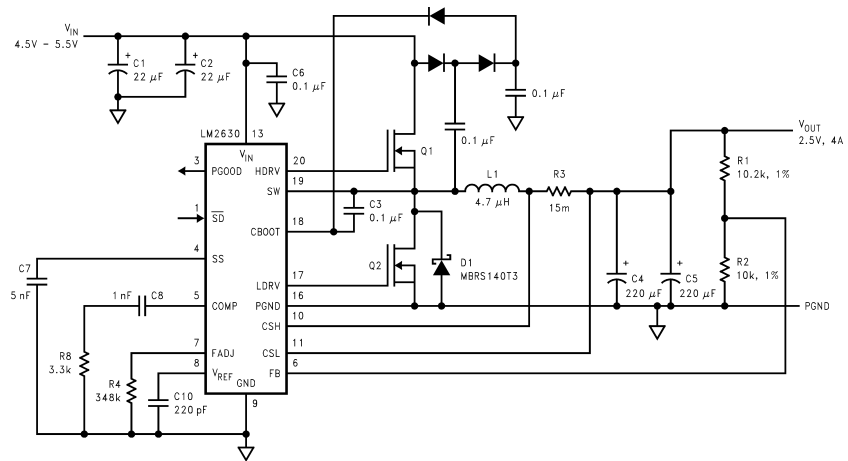 V_IN
4.5V – 5.5V
+
C1
22 μF
+
C2
22 μF
C6
0.1 μF
0.1 μF
0.1 μF
LM2630
13
V_IN
3
PGOOD
HDRV
20
Q1
19
SW
L1
4.7 μH
R3
15m
V_OUT
2.5V, 4A
R1
10.2k, 1%
1
SD
C3
0.1 μF
18
CBOOT
4
SS
Q2
D1
MBRS140T3
17
LDRV
R2
10k, 1%
+
C4
220 μF
+
C5
220 μF
C7
5 nF
1 nF
C8
5
COMP
PGND
16
PGND
CSH
10
7
FADJ
CSL
11
R8
3.3k
R4
348k
8
V_REF
FB
6
GND
C10
220 pF
9